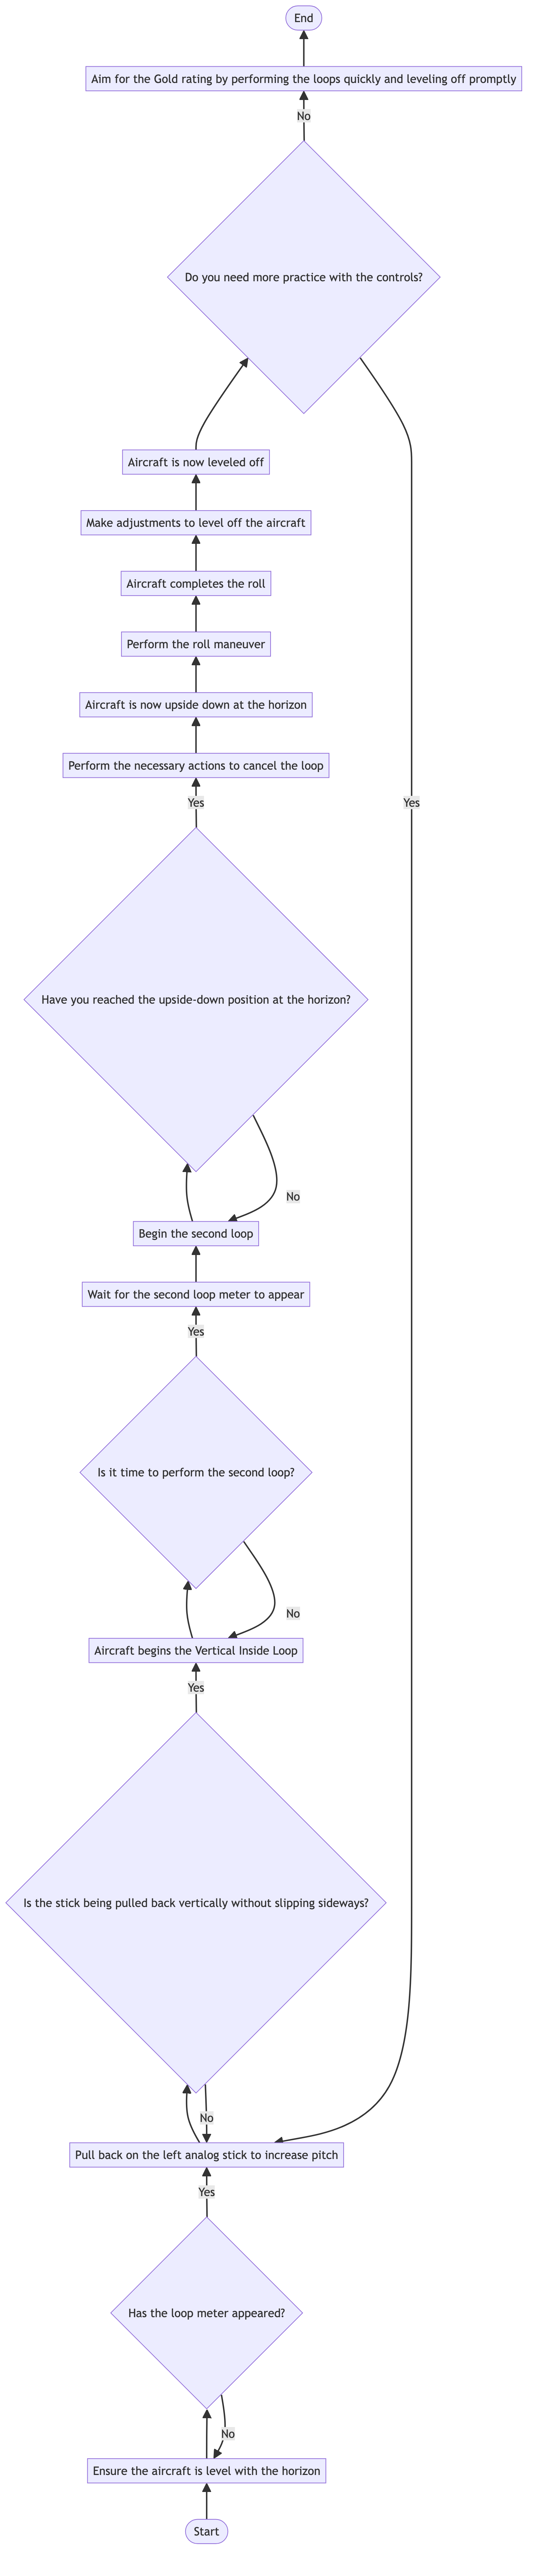 End
Aim for the Gold rating by performing the loops quickly and leveling off promptly
No
Do you need more practice with the controls?
Aircraft is now leveled off
Make adjustments to level off the aircraft
Aircraft completes the roll
Perform the roll maneuver
Aircraft is now upside down at the horizon
Perform the necessary actions to cancel the loop
Yes
Yes
Have you reached the upside-down position at the horizon?
No
Begin the second loop
Wait for the second loop meter to appear
Yes
Is it time to perform the second loop?
No
Aircraft begins the Vertical Inside Loop
Yes
Is the stick being pulled back vertically without slipping sideways?
No
Pull back on the left analog stick to increase pitch
Yes
Has the loop meter appeared?
No
Ensure the aircraft is level with the horizon
Start